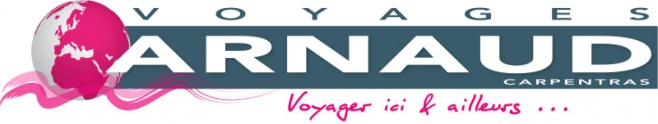 VOYAGES
ARNAUD
CARPENTRAS
Voyager ici & ailleurs ...